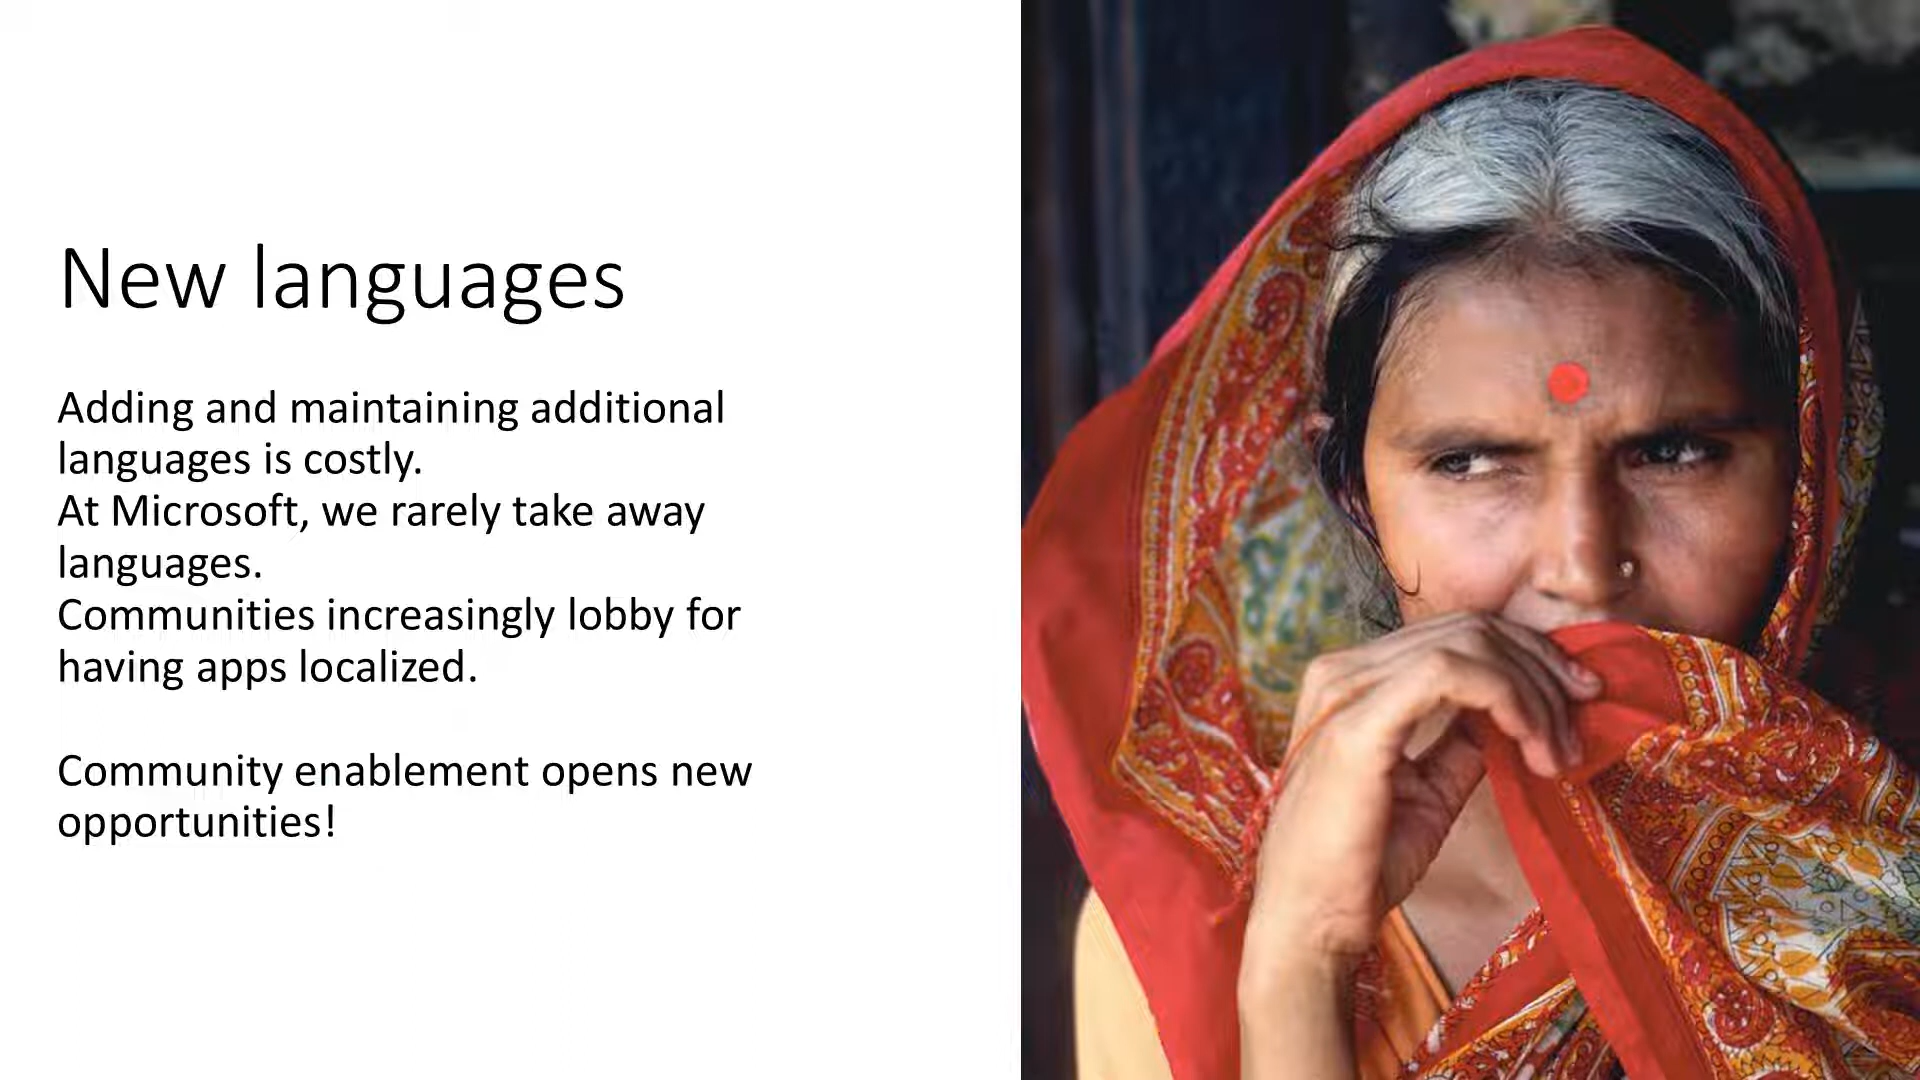 New languages
Adding and maintaining additional
languages is costly.
At Microsoft, we rarely take away
languages.
Communities increasingly lobby for
having apps localized.
Community enablement opens new
opportunities!